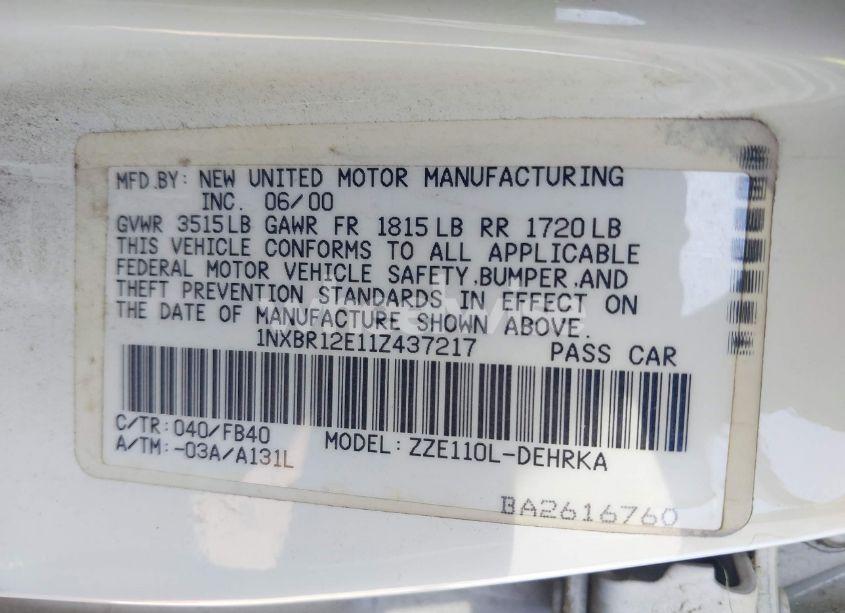 MFD.BY: NEW UNITED MOTOR MANUFACTURING
INC. 06/00
GVWR 3515LB GAWR FR 1815LB RR 1720LB
THIS VEHICLE CONFORMS TO ALL APPLICABLE
FEDERAL MOTOR VEHICLE SAFETY,BUMPER,AND
THEFT PREVENTION STANDARDS IN EFFECT ON
THE DATE OF MANUFACTURE SHOWN ABOVE.
1NXBR12E11Z437217 PASS CAR
C/TR: 040/FB40
A/TM:-03A/A131L MODEL: ZZE110L-DEHRKA
BA2616760